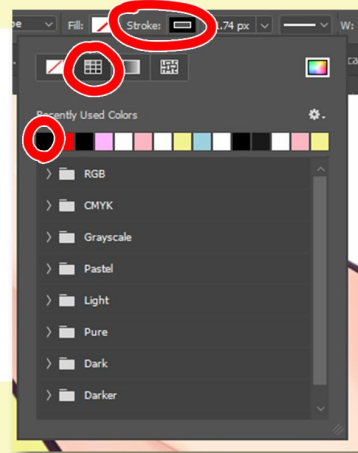 Fill: Stroke: .74 px W:
Recently Used Colors
RGB
CMYK
Grayscale
Pastel
Light
Pure
Dark
Darker